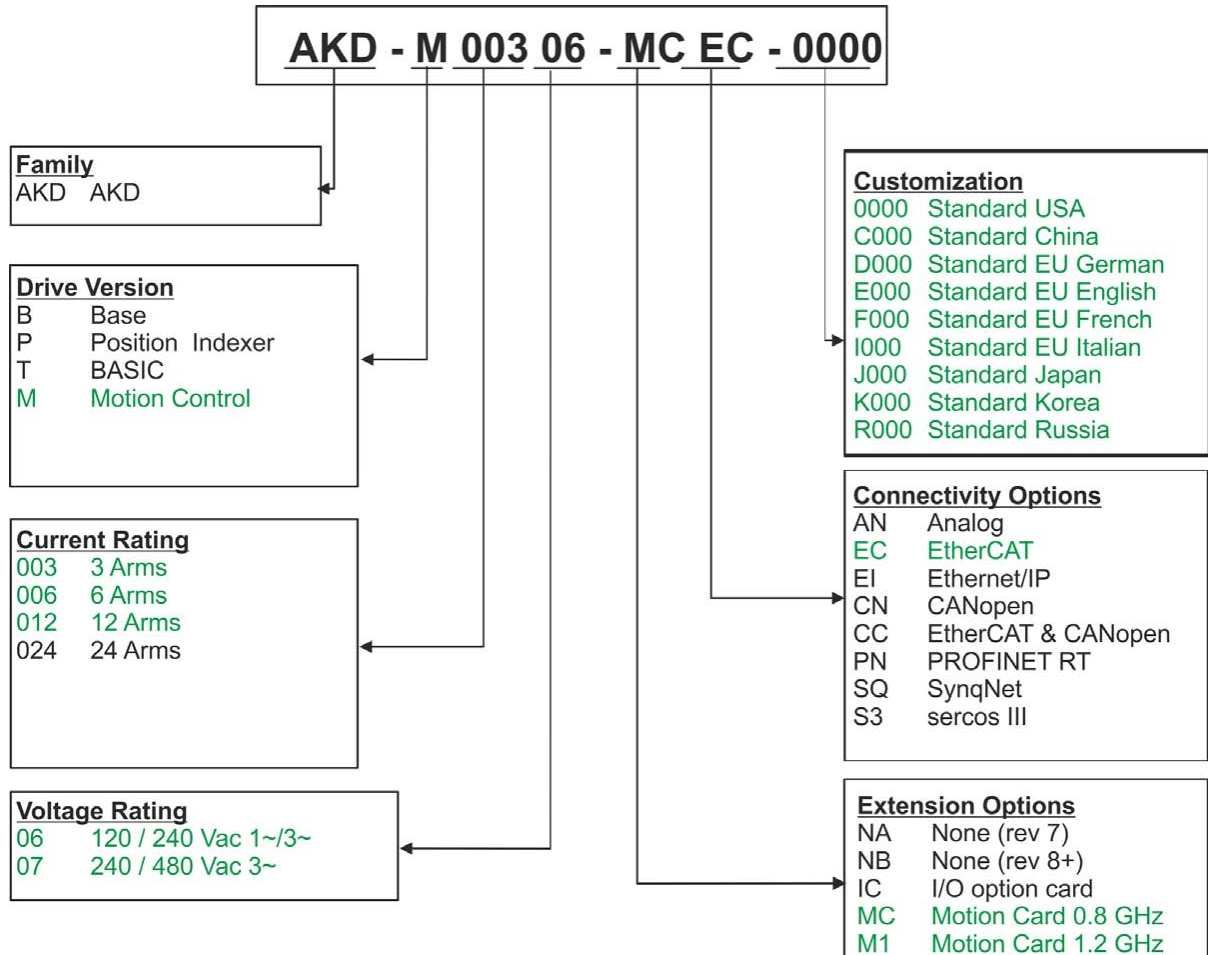 AKD - M 003 06 - MC EC - 0000
Family
AKD AKD
Drive Version
B Base
P Position Indexer
T BASIC
M Motion Control
Current Rating
003 3 Arms
006 6 Arms
012 12 Arms
024 24 Arms
Voltage Rating
06 120 / 240 Vac 1~/3~
07 240 / 480 Vac 3~
Customization
0000 Standard USA
C000 Standard China
D000 Standard EU German
E000 Standard EU English
F000 Standard EU French
I000 Standard EU Italian
J000 Standard Japan
K000 Standard Korea
R000 Standard Russia
Connectivity Options
AN Analog
EC EtherCAT
EI Ethernet/IP
CN CANopen
CC EtherCAT & CANopen
PN PROFINET RT
SQ SynqNet
S3 sercos III
Extension Options
NA None (rev 7)
NB None (rev 8+)
IC I/O option card
MC Motion Card 0.8 GHz
M1 Motion Card 1.2 GHz